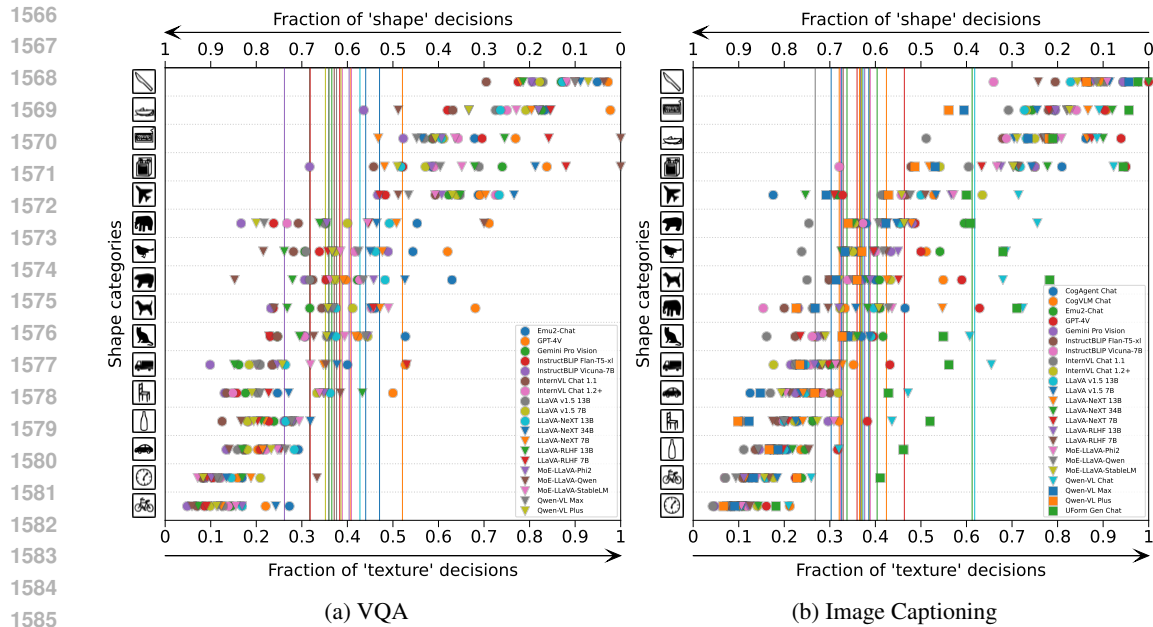 1566
1567
1568
1569
1570
1571
1572
1573
1574
1575
1576
1577
1578
1579
1580
1581
1582
1583
1584
1585
Fraction of 'shape' decisions
1 0.9 0.8 0.7 0.6 0.5 0.4 0.3 0.2 0.1 0
Shape categories
Emu2-Chat
GPT-4V
Gemini Pro Vision
InstructBLIP Flan-T5-xl
InstructBLIP Vicuna-7B
InternVL Chat 1.1
InternVL Chat 1.2+
LLaVA v1.5 13B
LLaVA v1.5 7B
LLaVA-NeXT 13B
LLaVA-NeXT 34B
LLaVA-NeXT 7B
LLaVA-RLHF 13B
LLaVA-RLHF 7B
MoE-LLaVA-Phi2
MoE-LLaVA-Qwen
MoE-LLaVA-StableLM
Qwen-VL Max
Qwen-VL Plus
0 0.1 0.2 0.3 0.4 0.5 0.6 0.7 0.8 0.9 1
Fraction of 'texture' decisions
(a) VQA
Fraction of 'shape' decisions
1 0.9 0.8 0.7 0.6 0.5 0.4 0.3 0.2 0.1 0
Shape categories
CogAgent Chat
CogVLM Chat
Emu2-Chat
GPT-4V
Gemini Pro Vision
InstructBLIP Flan-T5-xl
InstructBLIP Vicuna-7B
InternVL Chat 1.1
InternVL Chat 1.2+
LLaVA v1.5 13B
LLaVA v1.5 7B
LLaVA-NeXT 13B
LLaVA-NeXT 34B
LLaVA-NeXT 7B
LLaVA-RLHF 13B
LLaVA-RLHF 7B
MoE-LLaVA-Phi2
MoE-LLaVA-Qwen
MoE-LLaVA-StableLM
Qwen-VL Chat
Qwen-VL Max
Qwen-VL Plus
UForm Gen Chat
0 0.1 0.2 0.3 0.4 0.5 0.6 0.7 0.8 0.9 1
Fraction of 'texture' decisions
(b) Image Captioning